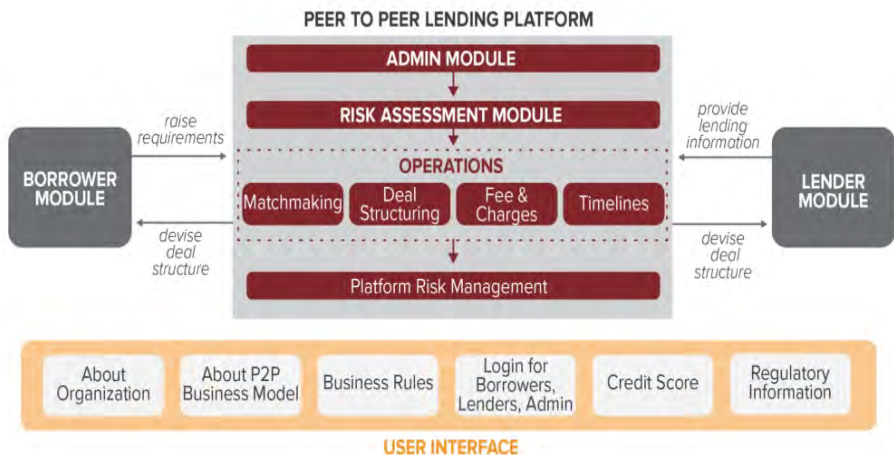 PEER TO PEER LENDING PLATFORM
ADMIN MODULE
RISK ASSESSMENT MODULE
raise
requirements
provide
lending
information
BORROWER
MODULE
OPERATIONS
Matchmaking
Deal
Structuring
Fee &
Charges
Timelines
LENDER
MODULE
devise
deal
structure
devise
deal
structure
Platform Risk Management
About
Organization
About P2P
Business Model
Business Rules
Login for
Borrowers,
Lenders, Admin
Credit Score
Regulatory
Information
USER INTERFACE